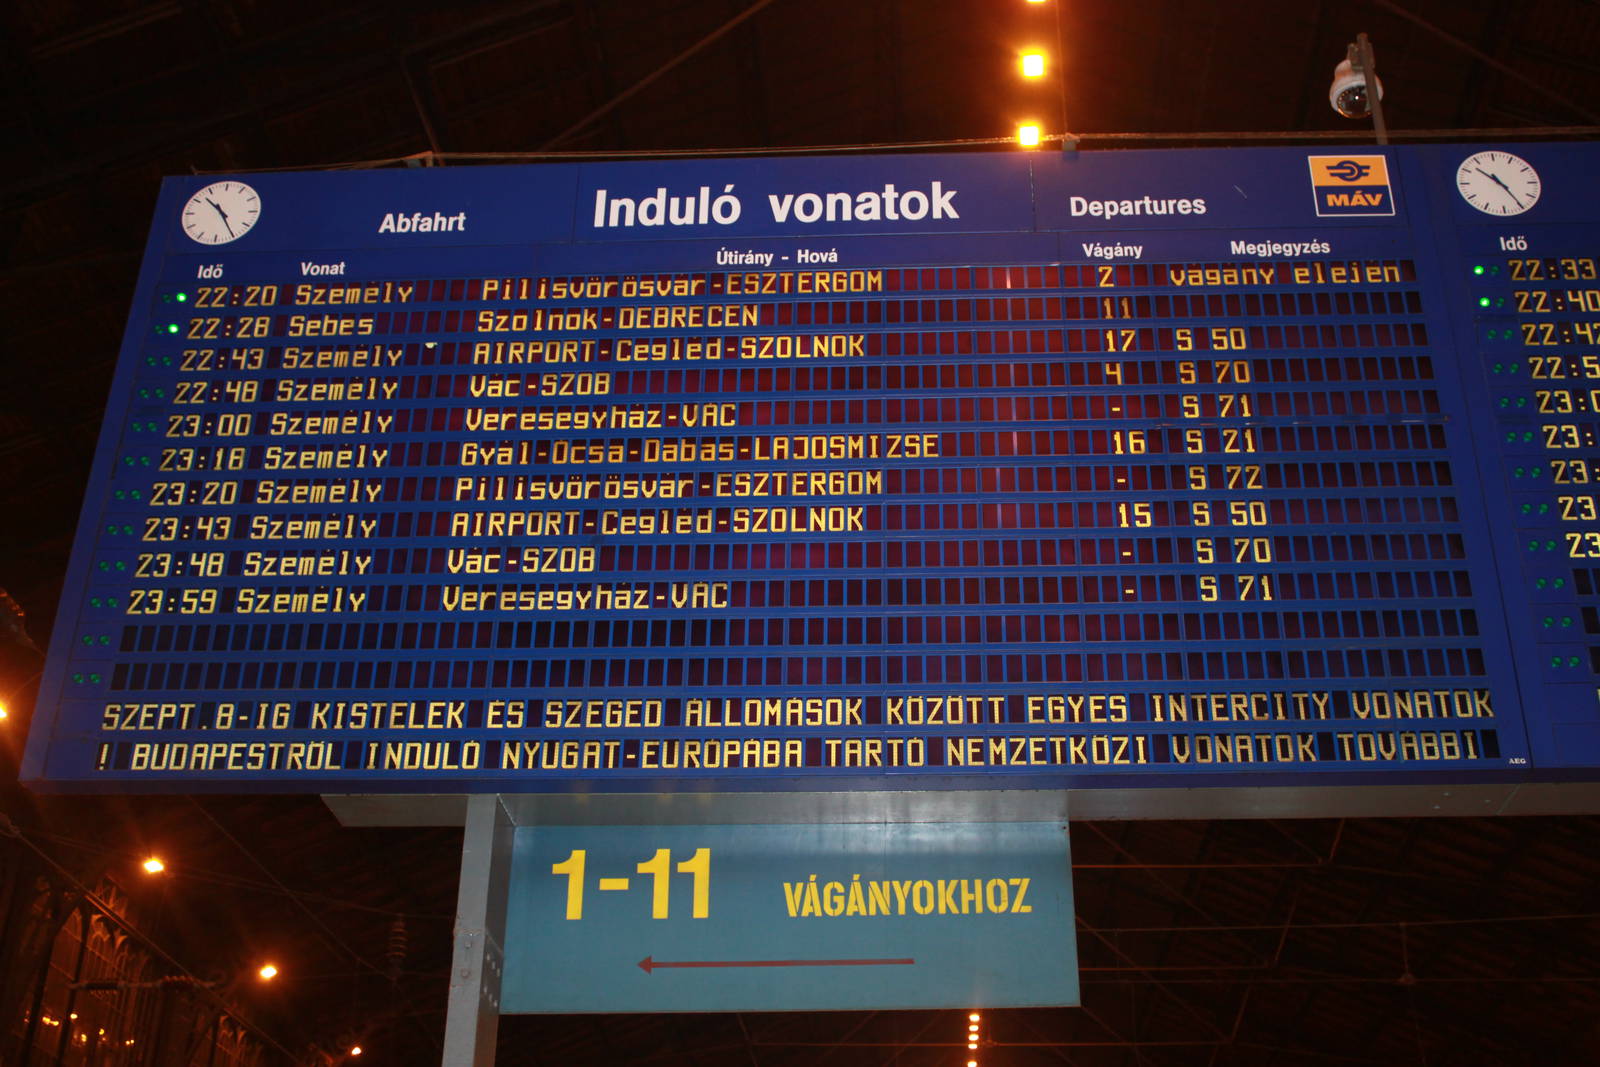 Abfahrt Induló vonatok Departures MÁV
Idő Vonat Útirány - Hová Vágány Megjegyzés Idő
22:20 Személy Pilisvörösvár-ESZTERGOM 2 vágány elején 22:33
22:28 Sebes Szolnok-DEBRECEN 11 22:40
22:43 Személy AIRPORT-Cegléd-SZOLNOK 17 S 50
22:48 Személy Vác-SZOB 4 S 70
23:00 Személy Veresegyház-VÁC - S 71
23:18 Személy Gyál-Ócsa-Dabas-LAJOSMIZSE 16 S 21
23:20 Személy Pilisvörösvár-ESZTERGOM - S 72
23:43 Személy AIRPORT-Cegléd-SZOLNOK 15 S 50
23:48 Személy Vác-SZOB - S 70
23:59 Személy Veresegyház-VÁC - S 71
SZEPT.8-IG KISTELEK ÉS SZEGED ÁLLOMÁSOK KÖZÖTT EGYES INTERCITY VONATOK
! BUDAPESTRŐL INDULÓ NYUGAT-EURÓPÁBA TARTÓ NEMZETKÖZI VONATOK TOVÁBBI
AEG
1-11 VÁGÁNYOKHOZ